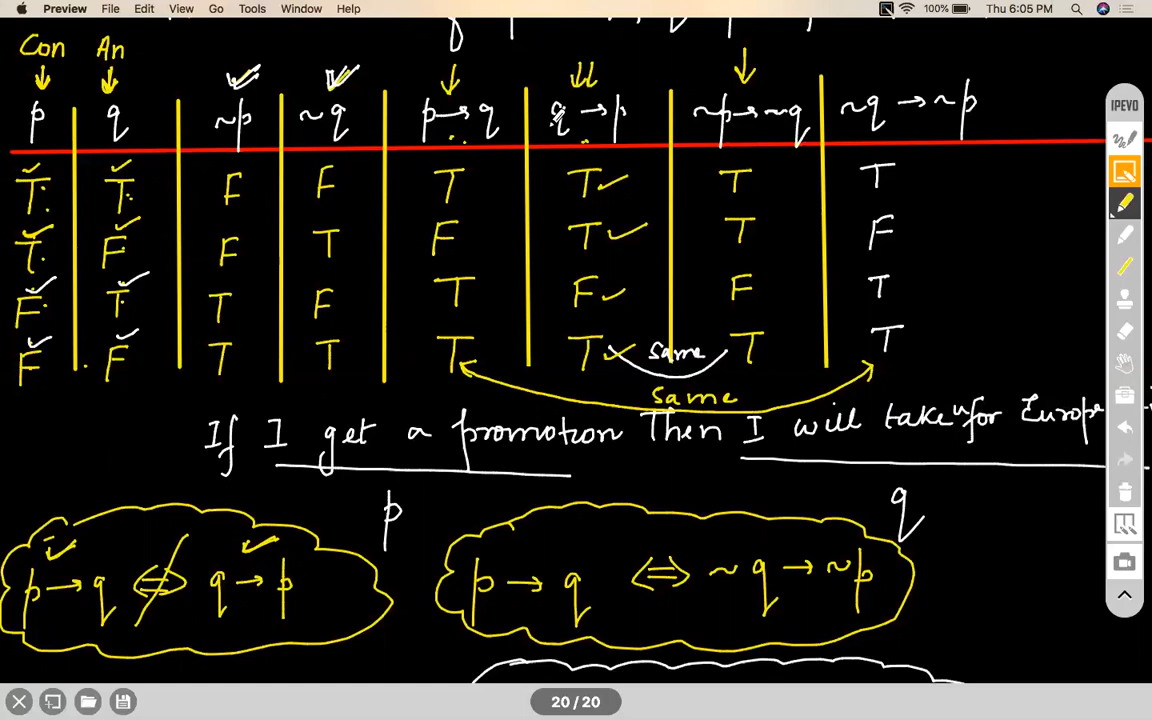 Preview File Edit View Go Tools Window Help 100% Thu 6:05 PM
Con An
p q ~p ~q p→q q→p ~p→~q ~q→~p
T T F F T T T T
T F F T F T T F
F T T F T F F T
F F T T T T T T
same
same
If I get a promotion Then I will take u for Europe
p q
p→q ⇎ q→p p→q ⇔ ~q→~p
IPEVO
20/20